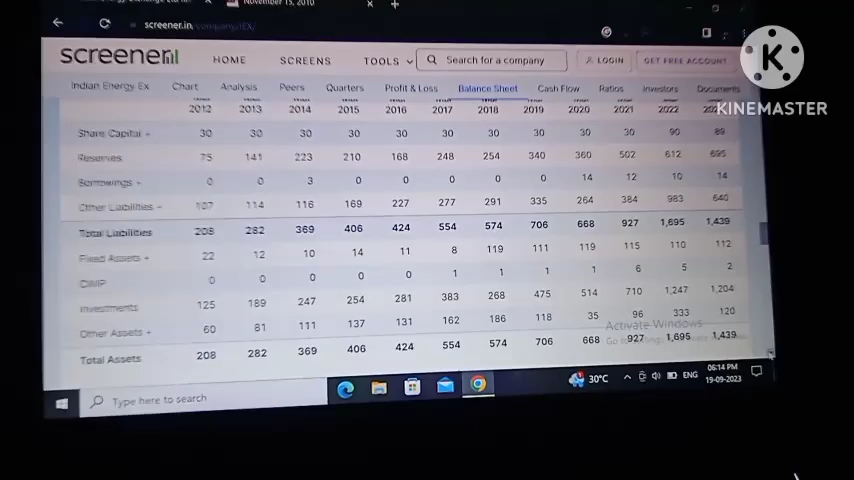 November 15, 2010
screener.in/company/IEX/
screener HOME SCREENS TOOLS Search for a company LOGIN GET FREE ACCOUNT
KINEMASTER
Indian Energy Ex Chart Analysis Peers Quarters Profit & Loss Balance Sheet Cash Flow Ratios Investors Documents
2012 2013 2014 2015 2016 2017 2018 2019 2020 2021 2022
Share Capital + 30 30 30 30 30 30 30 30 30 30 90 89
Reserves 75 141 223 210 168 248 254 340 360 502 612 695
Borrowings + 0 0 3 0 0 0 0 0 14 12 10 14
Other Liabilities + 107 114 116 169 227 277 291 335 264 384 983 640
Total Liabilities 208 282 369 406 424 554 574 706 668 927 1,695 1,439
Fixed Assets + 22 12 10 14 11 8 119 111 119 115 110 112
CWIP 0 0 0 0 0 1 1 1 1 6 5 2
Investments 125 189 247 254 281 383 268 475 514 710 1,247 1,204
Other Assets + 60 81 111 137 131 162 186 118 35 96 333 120
Activate Windows
Total Assets 208 282 369 406 424 554 574 706 668 927 1,695 1,439
Type here to search
30°C ENG 06:14 PM
19-09-2023